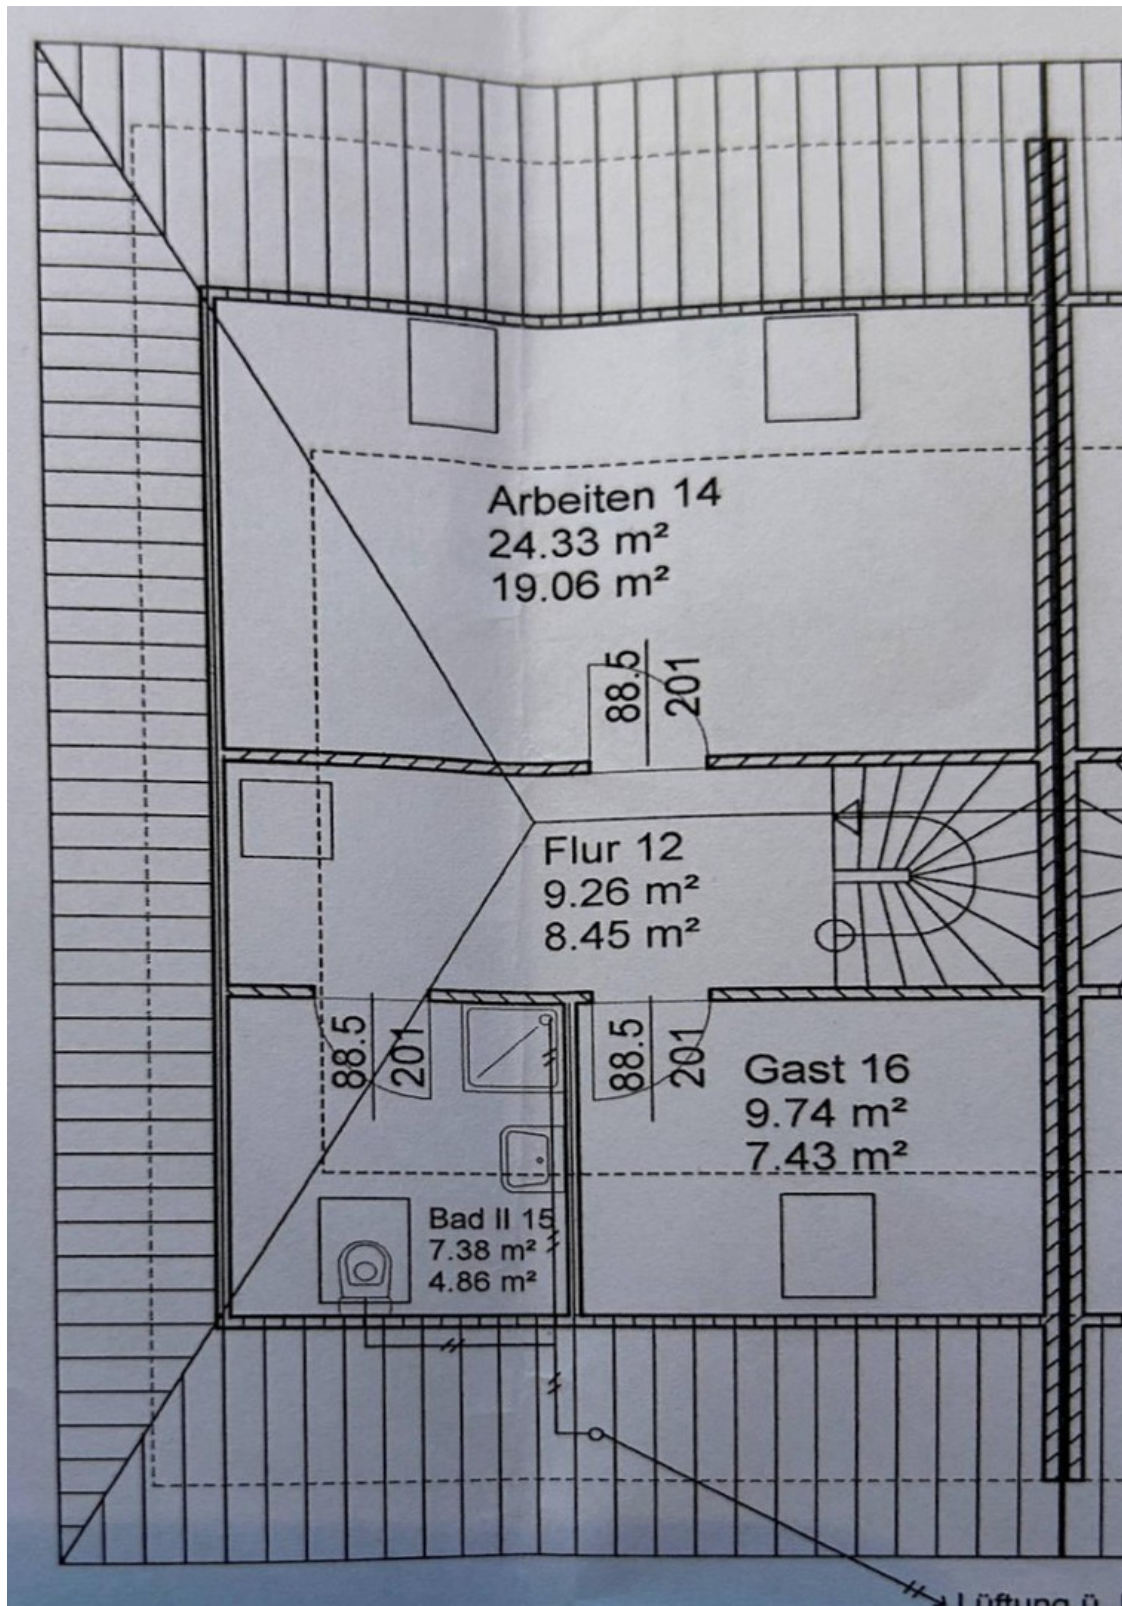 Arbeiten 14
24.33 m²
19.06 m²
88.5
201
Flur 12
9.26 m²
8.45 m²
88.5
201
88.5
201
Gast 16
9.74 m²
7.43 m²
Bad II 15
7.38 m²
4.86 m²
Lüftung ü.